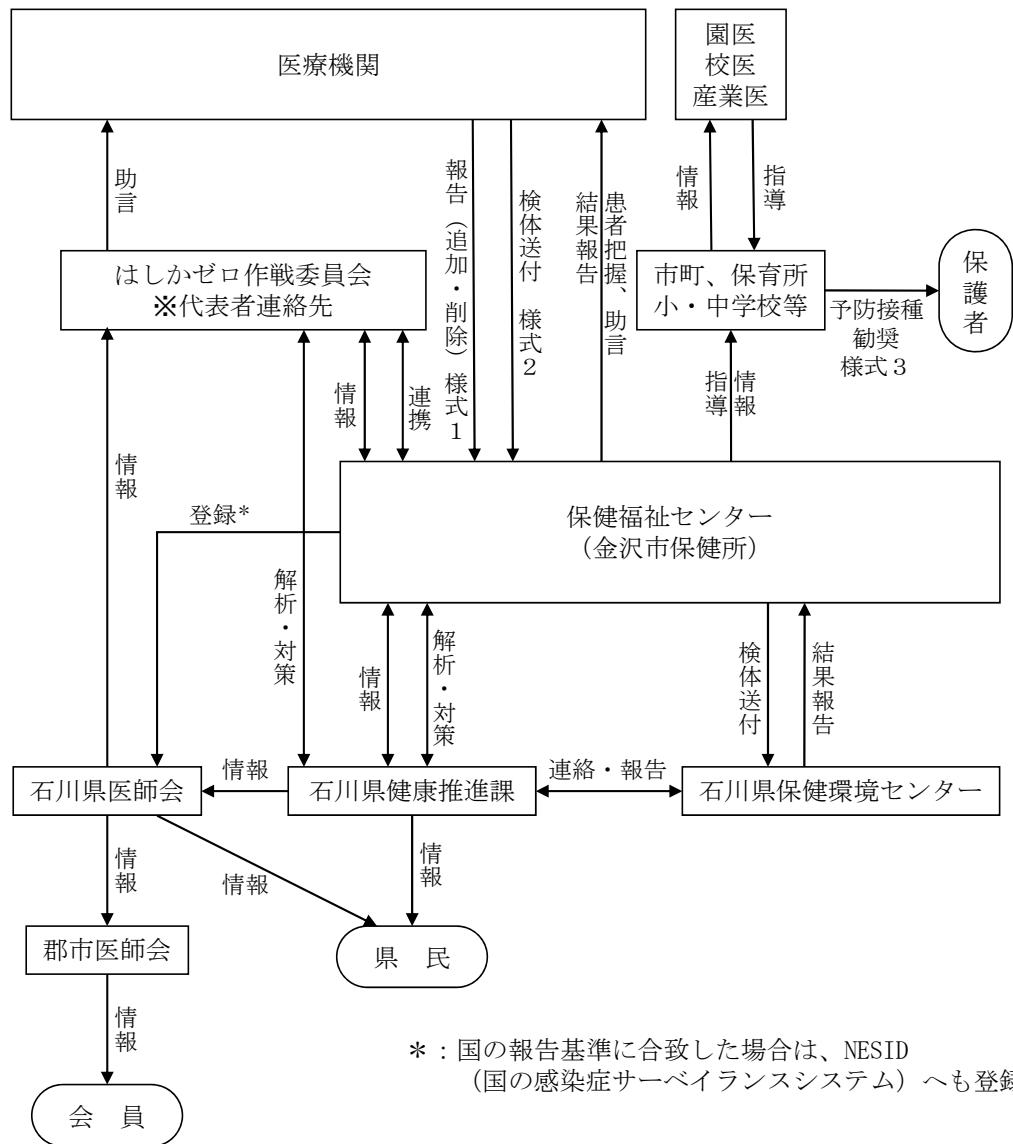 医療機関
園医
校医
産業医
助言
報告（追加・削除）様式1
検体送付 様式2
患者把握、助言
結果報告
情報
指導
はしかゼロ作戦委員会
※代表者連絡先
市町、保育所
小・中学校等
保護者
予防接種
勧奨
様式3
情報
連携
情報
指導
情報
登録*
保健福祉センター
（金沢市保健所）
解析・対策
情報
解析・対策
検体送付
結果報告
石川県医師会
情報
石川県健康推進課
連絡・報告
石川県保健環境センター
情報
情報
情報
郡市医師会
県 民
情報
会 員
*：国の報告基準に合致した場合は、NESID
（国の感染症サーベイランスシステム）へも登録